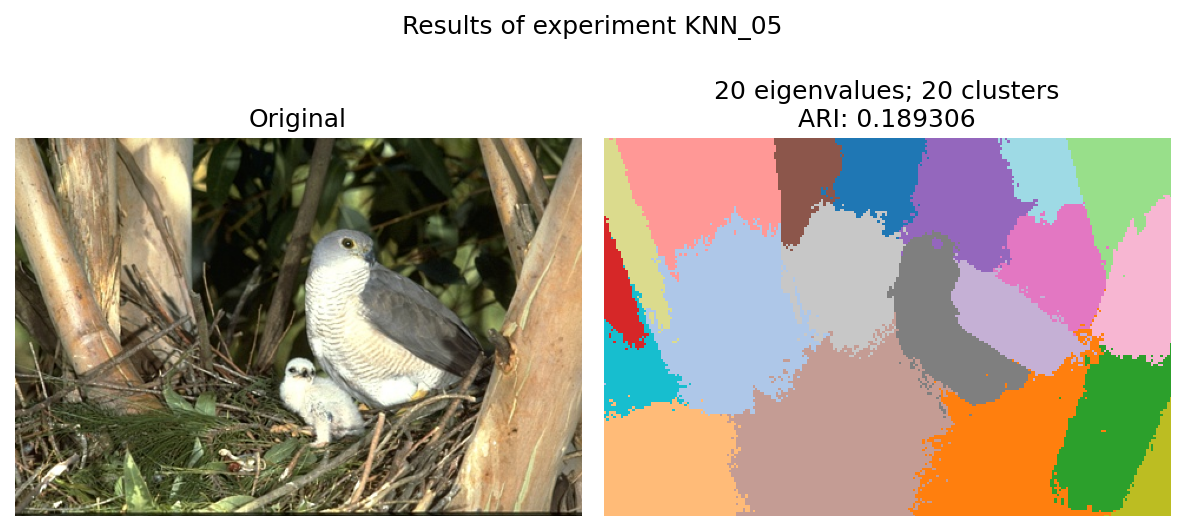 Results of experiment KNN_05
Original
20 eigenvalues; 20 clusters
ARI: 0.189306